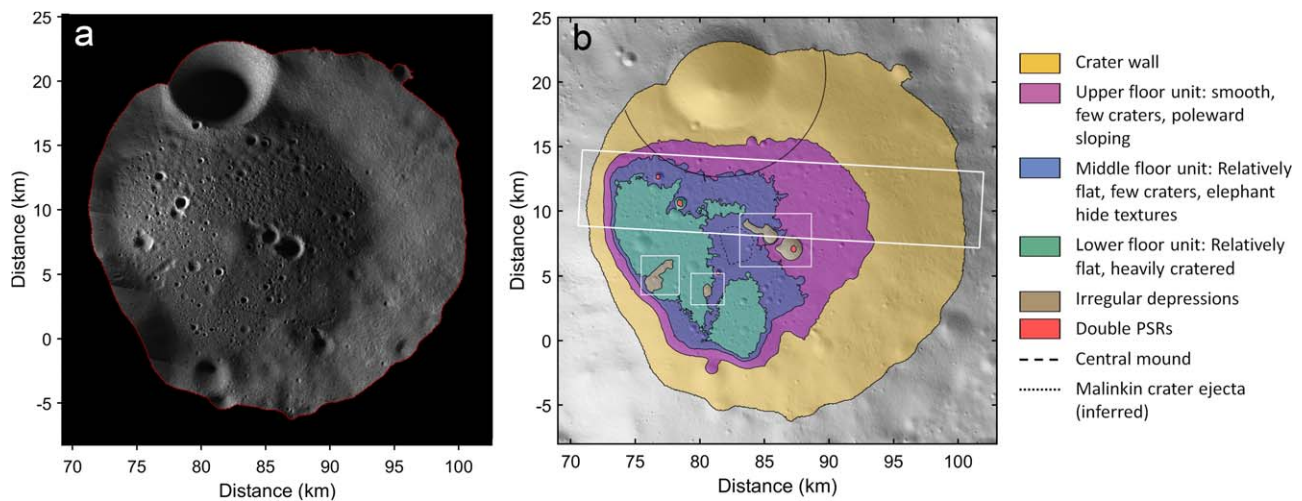 a
25
20
15
10
5
0
-5
Distance (km)
70 75 80 85 90 95 100
Distance (km)
b
25
20
15
10
5
0
-5
Distance (km)
70 75 80 85 90 95 100
Distance (km)
Crater wall
Upper floor unit: smooth,
few craters, poleward
sloping
Middle floor unit: Relatively
flat, few craters, elephant
hide textures
Lower floor unit: Relatively
flat, heavily cratered
Irregular depressions
Double PSRs
Central mound
Malinkin crater ejecta
(inferred)